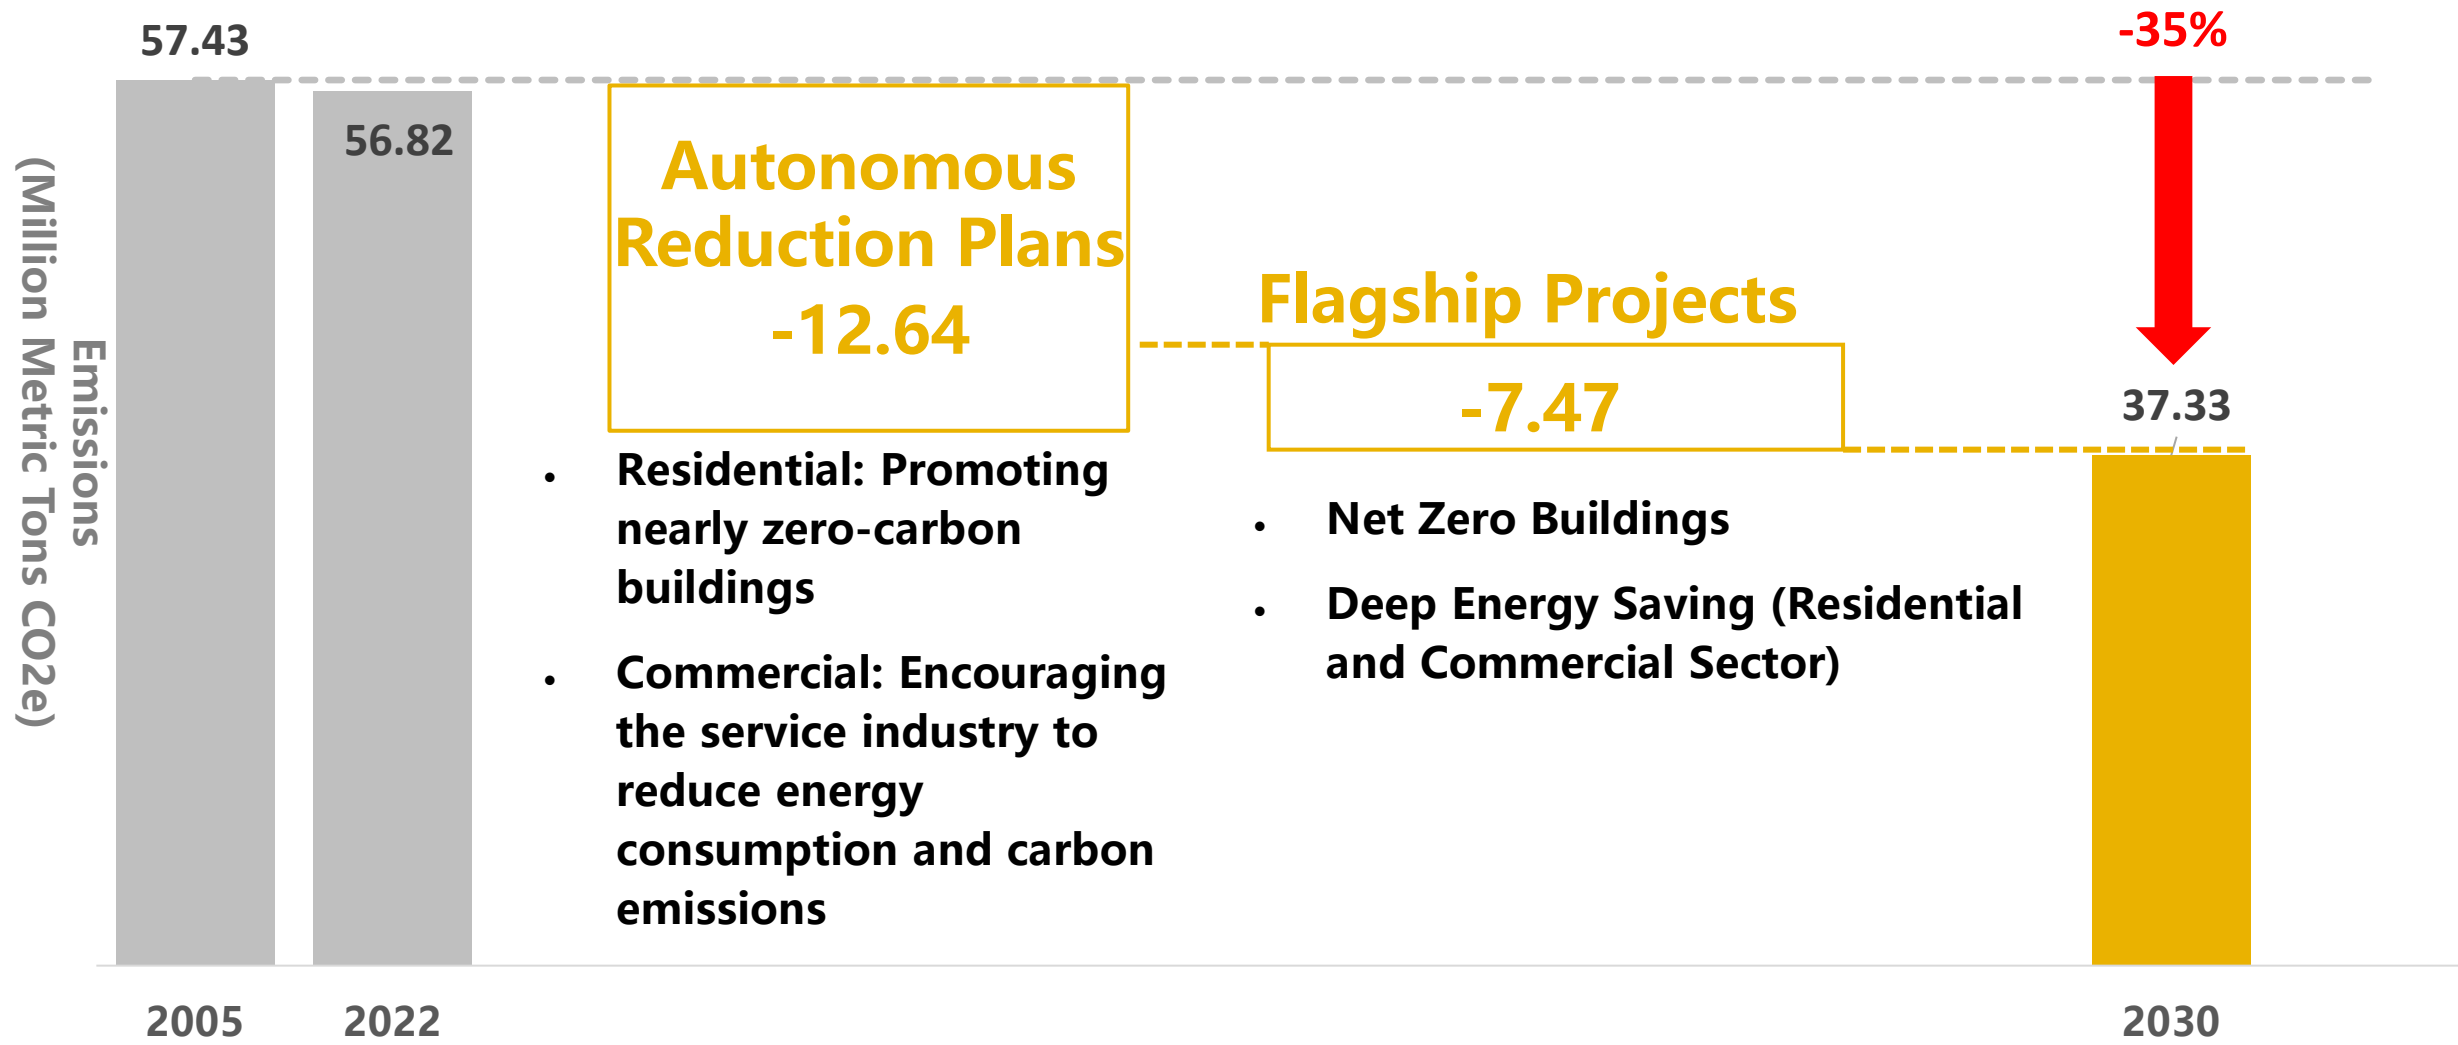 57.43
56.82
Emissions
(Million Metric Tons CO2e)
Autonomous
Reduction Plans
-12.64
• Residential: Promoting
nearly zero-carbon
buildings
• Commercial: Encouraging
the service industry to
reduce energy
consumption and carbon
emissions
Flagship Projects
-7.47
• Net Zero Buildings
• Deep Energy Saving (Residential
and Commercial Sector)
-35%
37.33
2005
2022
2030